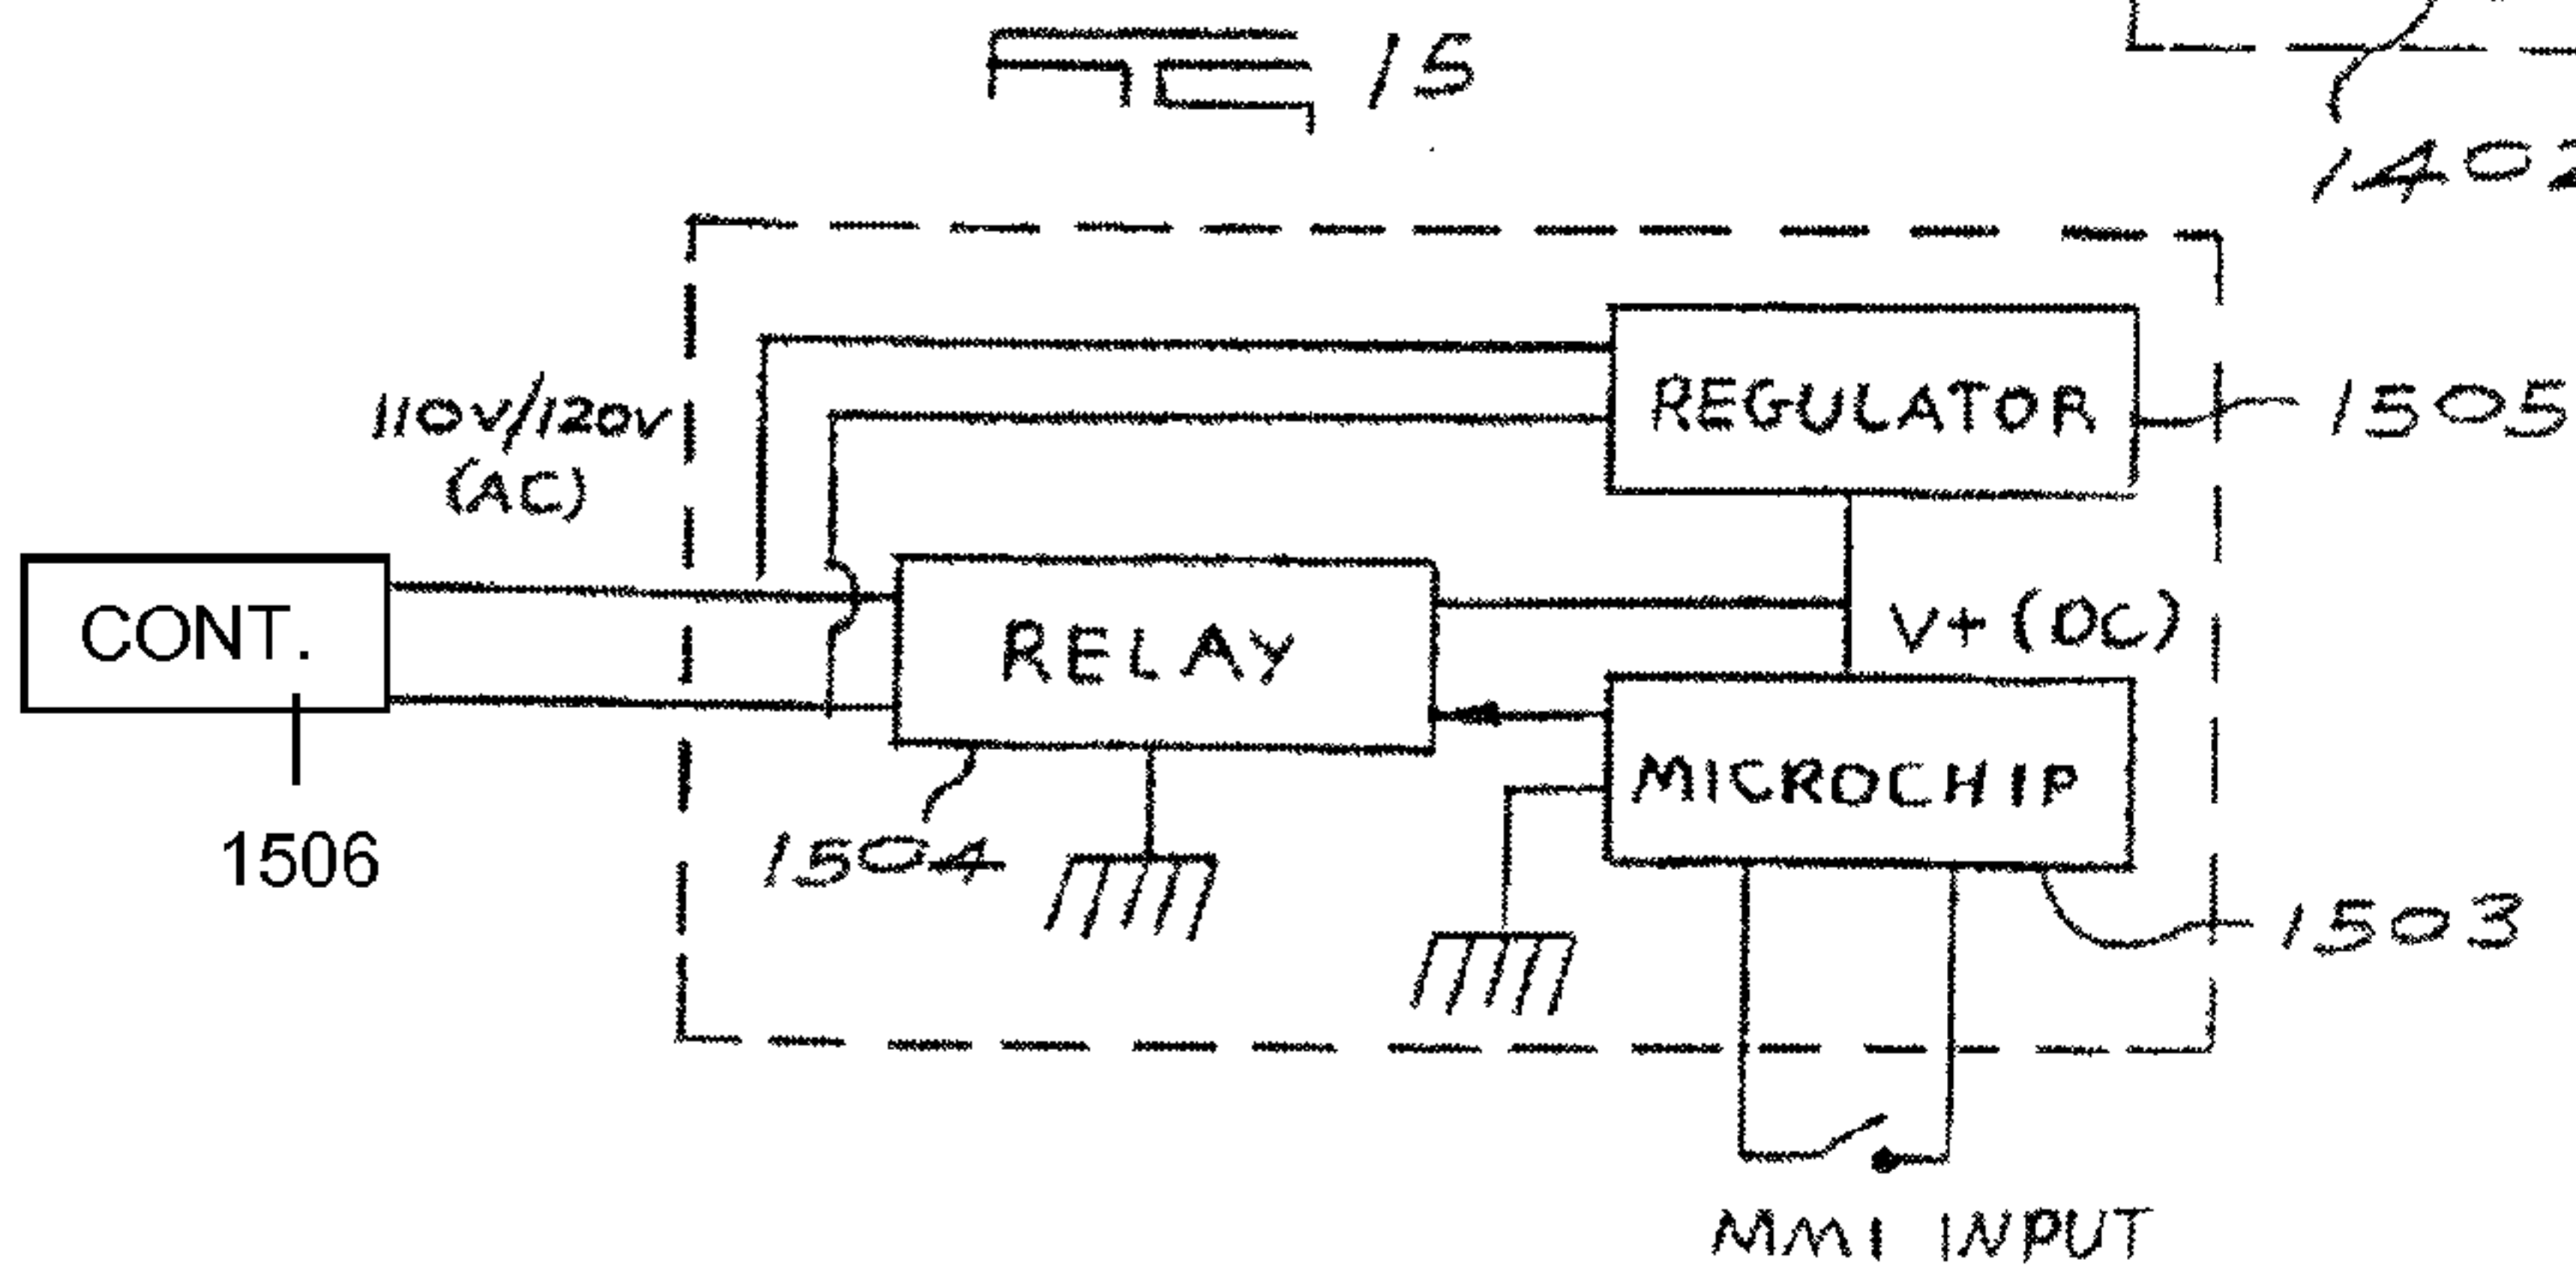 FIG 15
1402
110V/120V
(AC)
REGULATOR
1505
CONT.
1506
RELAY
V+ (DC)
1504
MICROCHIP
1503
MMI INPUT